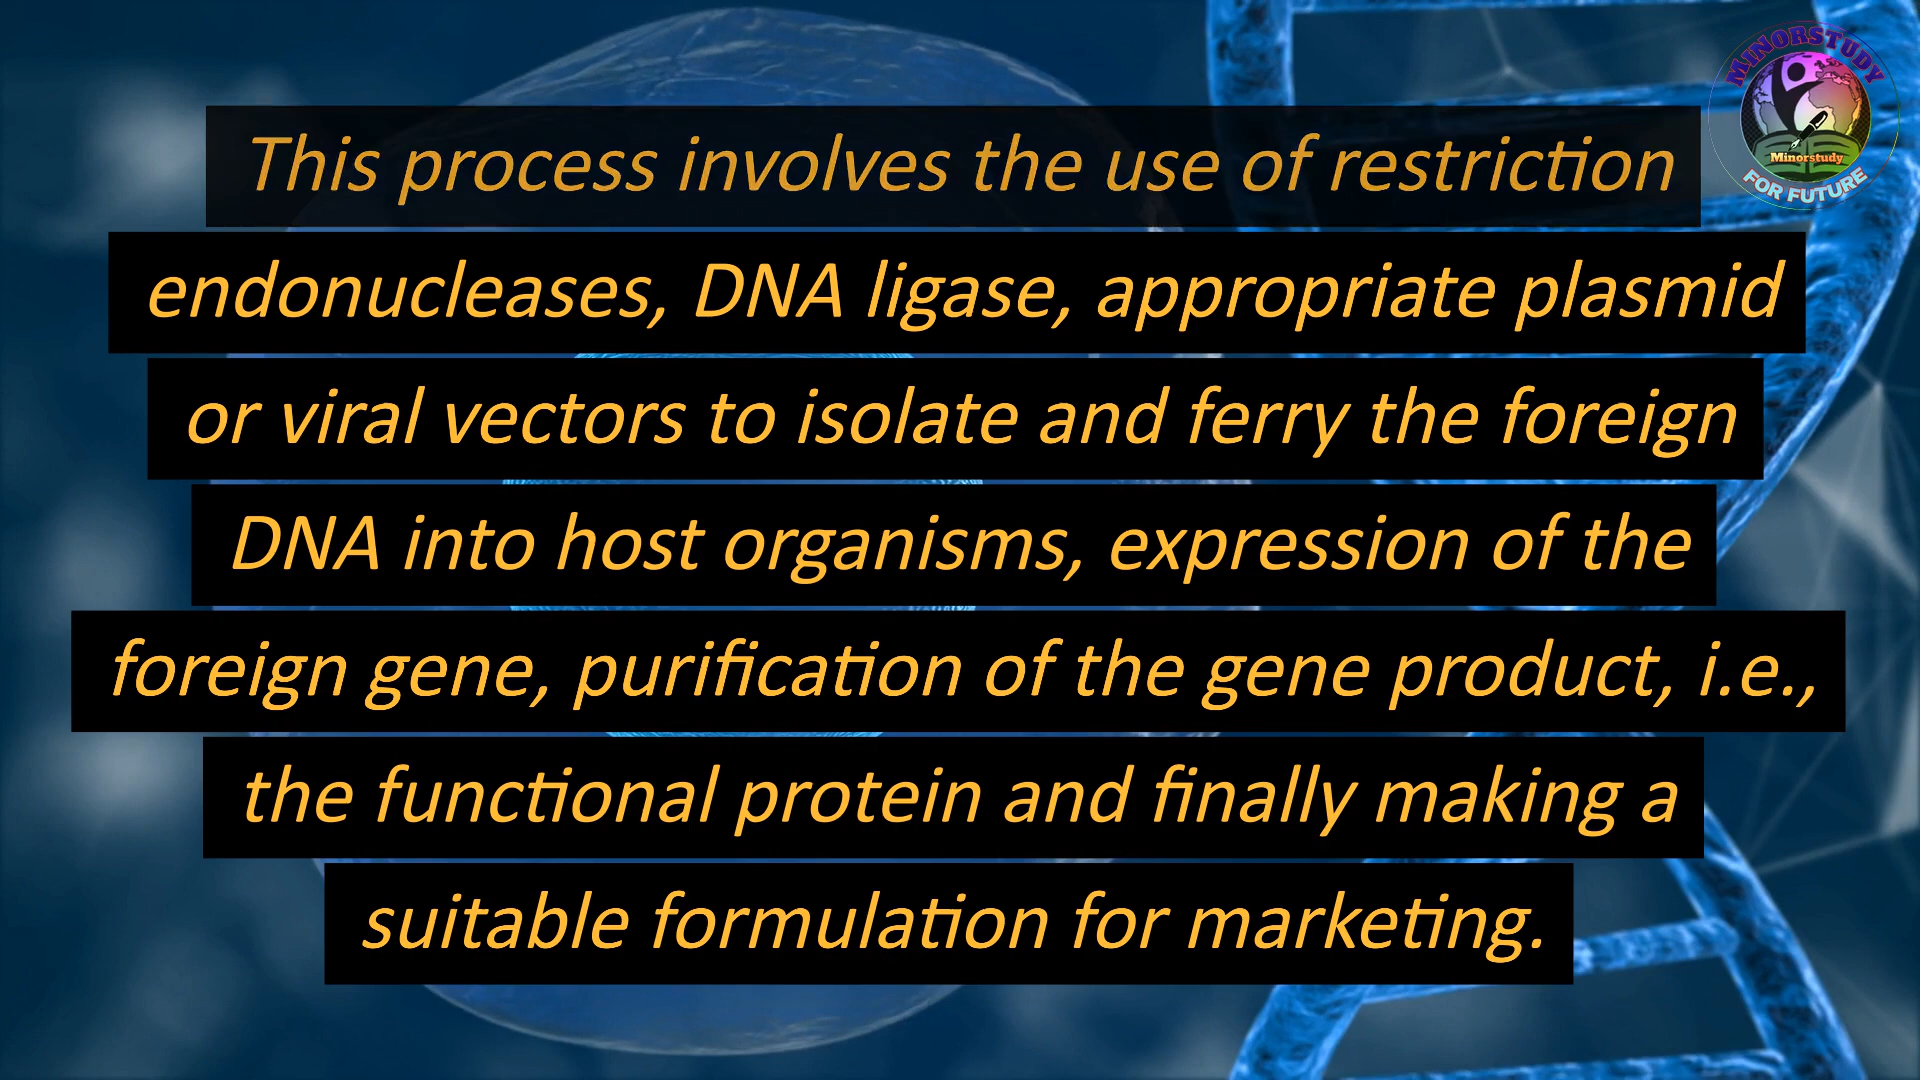 MINORSTUDY
Minorstudy
FOR FUTURE
This process involves the use of restriction
endonucleases, DNA ligase, appropriate plasmid
or viral vectors to isolate and ferry the foreign
DNA into host organisms, expression of the
foreign gene, purification of the gene product, i.e.,
the functional protein and finally making a
suitable formulation for marketing.